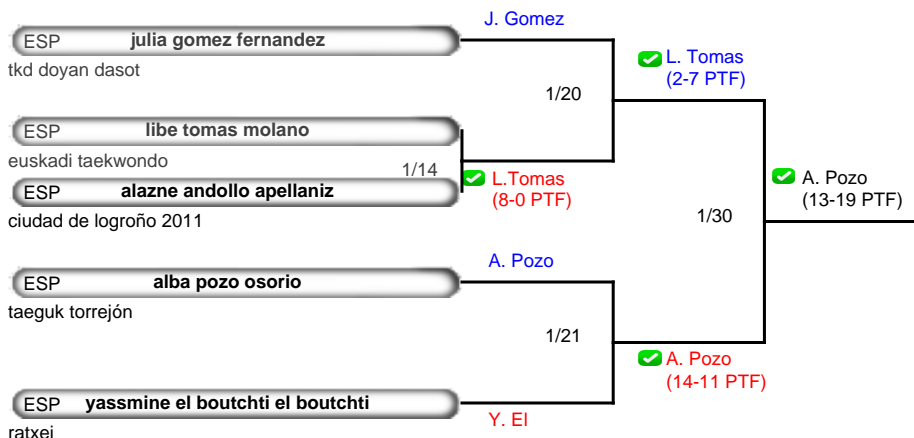 J. Gomez
ESP julia gomez fernandez
tkd doyan dasot
L. Tomas
(2-7 PTF)
1/20
ESP libe tomas molano
euskadi taekwondo
1/14
L.Tomas
(8-0 PTF)
ESP alazne andollo apellaniz
ciudad de logroño 2011
A. Pozo
(13-19 PTF)
1/30
A. Pozo
ESP alba pozo osorio
taeguk torrejón
1/21
A. Pozo
(14-11 PTF)
ESP yassmine el boutchti el boutchti
Y. El
ratxei